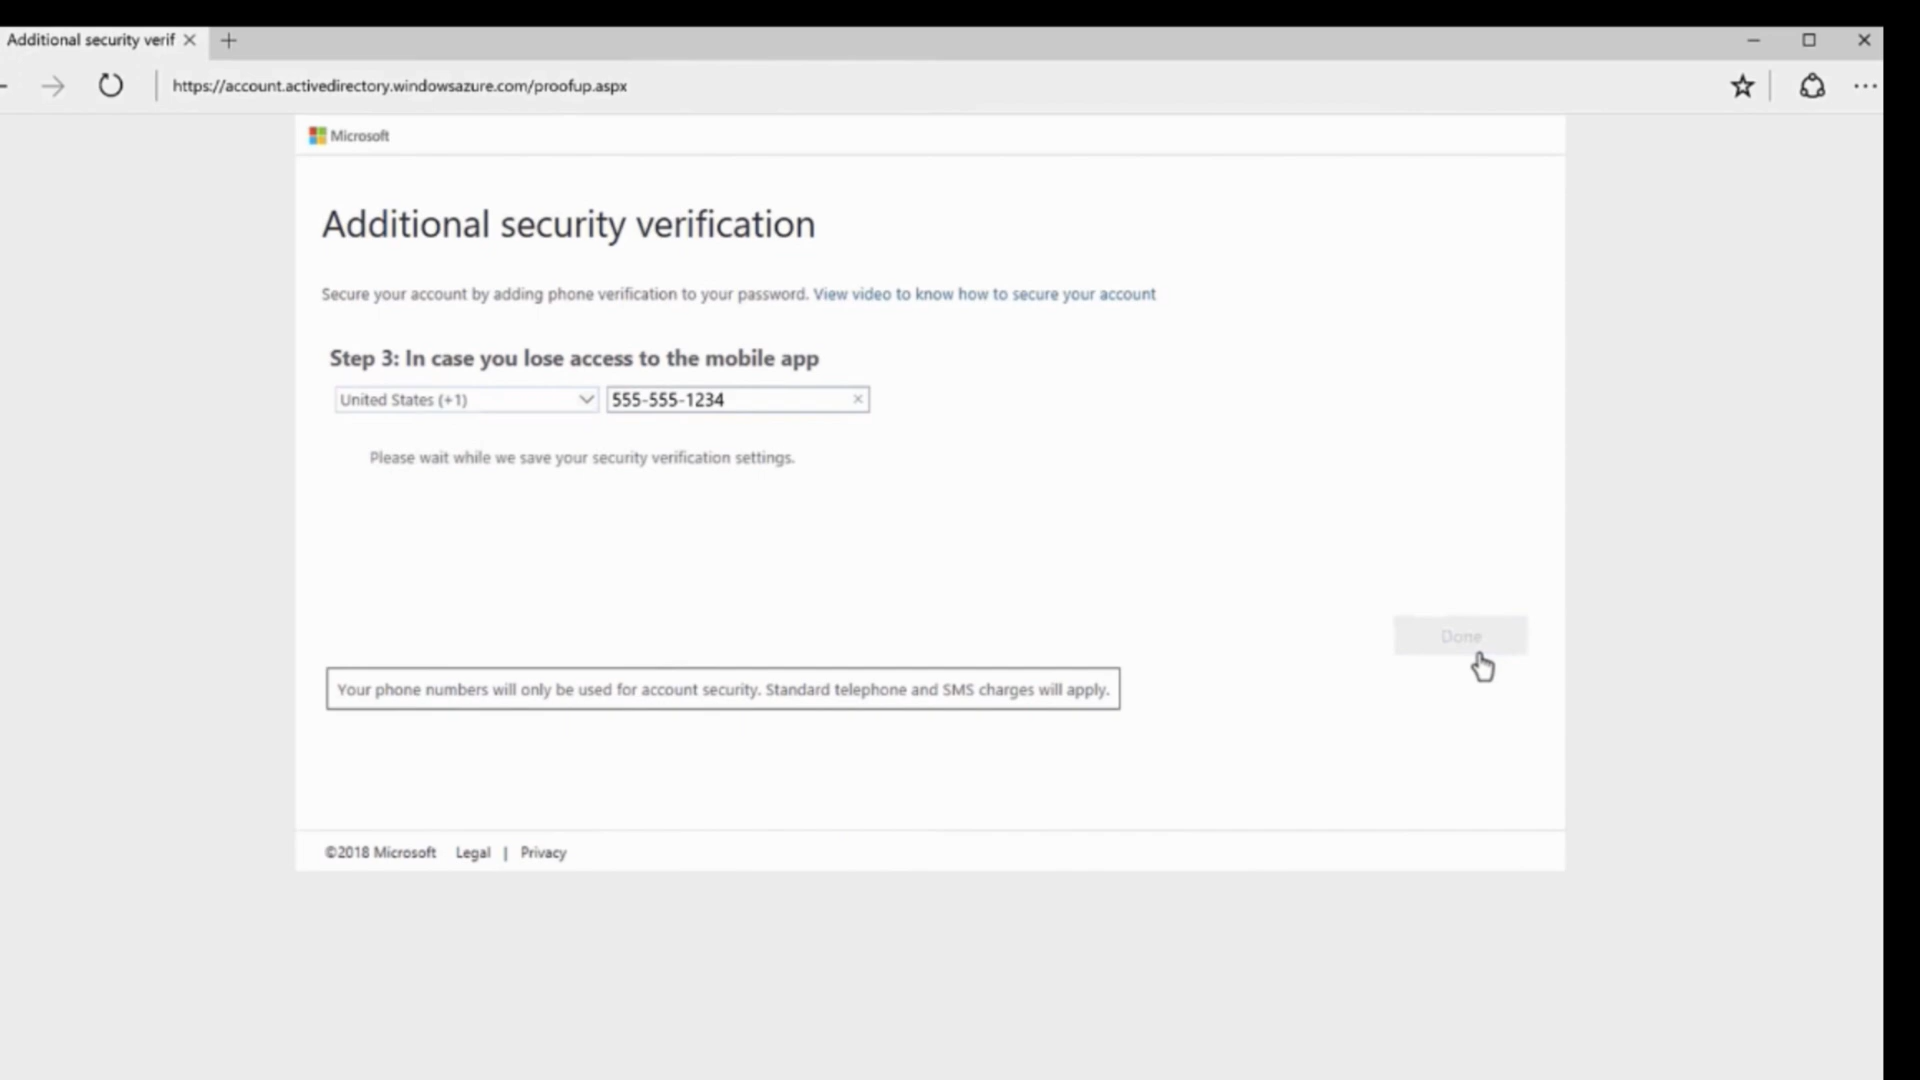 Additional security verif
https://account.activedirectory.windowsazure.com/proofup.aspx
Microsoft
Additional security verification
Secure your account by adding phone verification to your password. View video to know how to secure your account
Step 3: In case you lose access to the mobile app
United States (+1) 555-555-1234
Please wait while we save your security verification settings.
Done
Your phone numbers will only be used for account security. Standard telephone and SMS charges will apply.
©2018 Microsoft Legal | Privacy